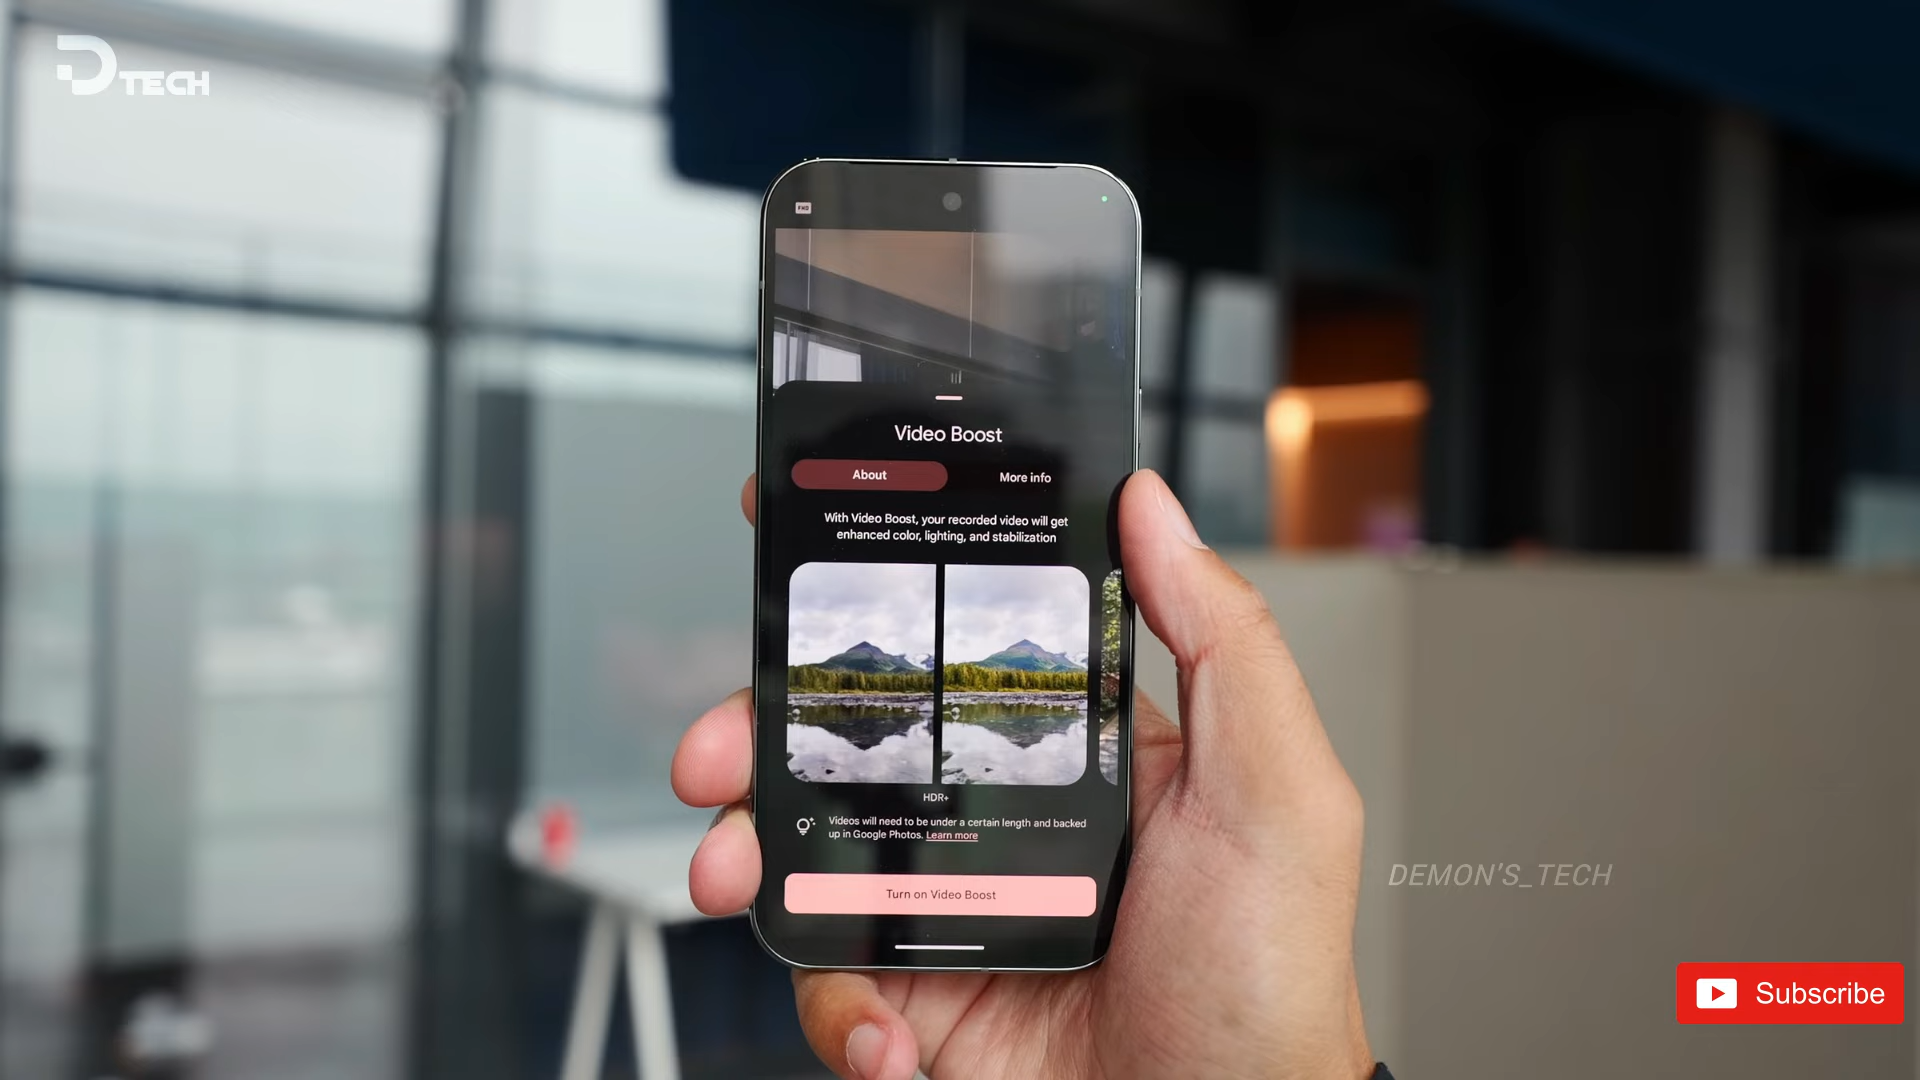 D TECH
FHD
Video Boost
About
More info
With Video Boost, your recorded video will get
enhanced color, lighting, and stabilization
HDR+
Videos will need to be under a certain length and backed
up in Google Photos. Learn more
Turn on Video Boost
DEMON'S_TECH
Subscribe